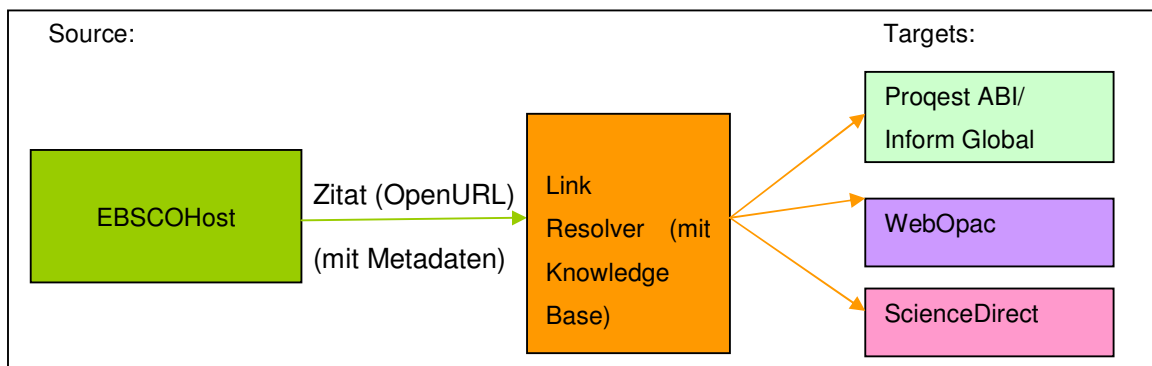 Source:
Targets:
EBSCOHost
Zitat (OpenURL)
(mit Metadaten)
Link
Resolver (mit
Knowledge
Base)
Proqest ABI/
Inform Global
WebOpac
ScienceDirect